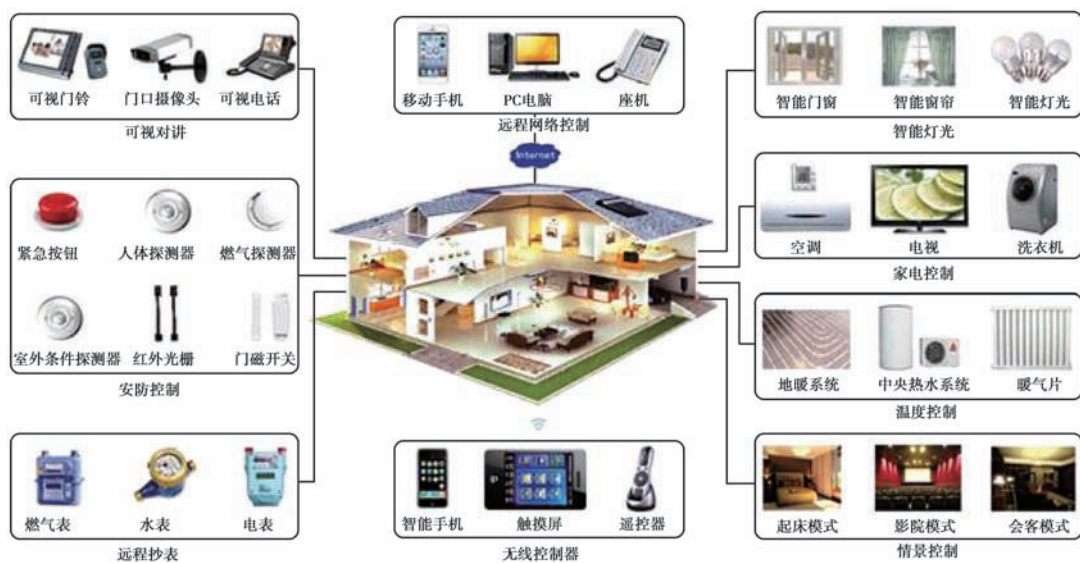 可视门铃 门口摄像头 可视电话
可视对讲
移动手机 PC电脑 座机
远程网络控制
Internet
智能门窗 智能窗帘 智能灯光
智能灯光
紧急按钮 人体探测器 燃气探测器
室外条件探测器 红外光栅 门磁开关
安防控制
空调 电视 洗衣机
家电控制
地暖系统 中央热水系统 暖气片
温度控制
燃气表 水表 电表
远程抄表
智能手机 触摸屏 遥控器
无线控制器
起床模式 影院模式 会客模式
情景控制